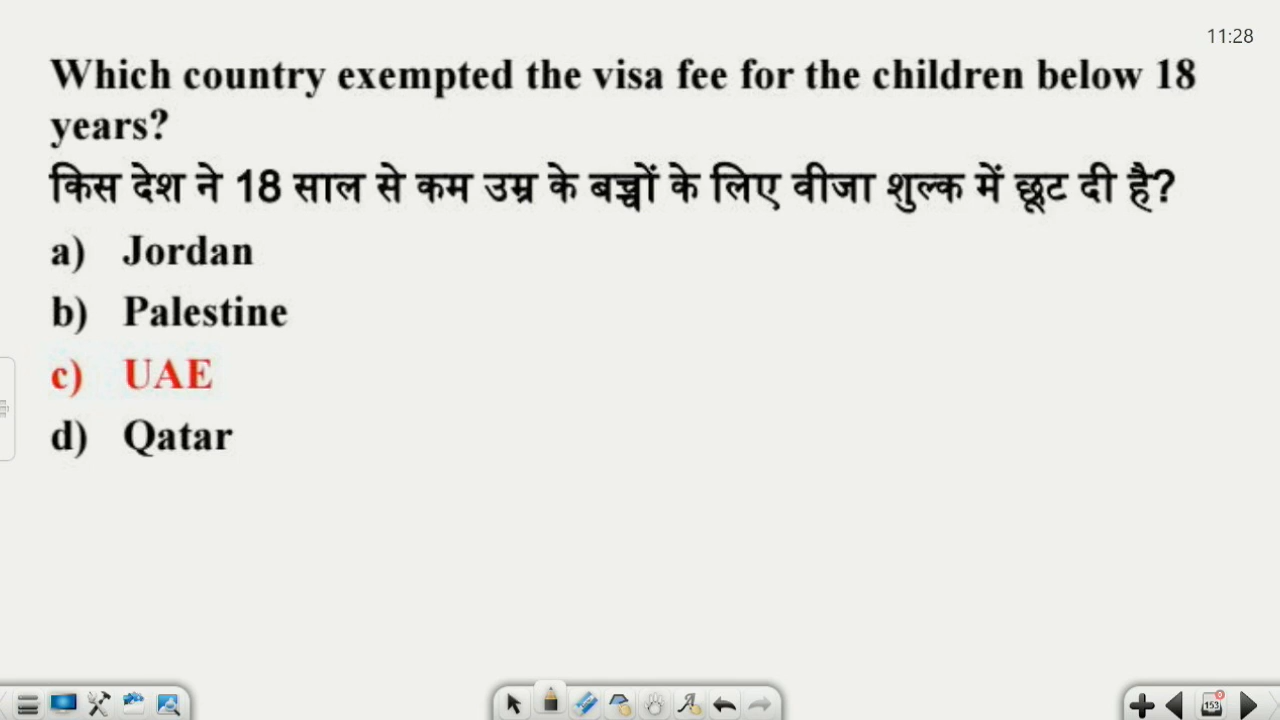 11:28
Which country exempted the visa fee for the children below 18
years?
किस देश ने 18 साल से कम उम्र के बच्चों के लिए वीजा शुल्क में छूट दी है?
a) Jordan
b) Palestine
c) UAE
d) Qatar
153